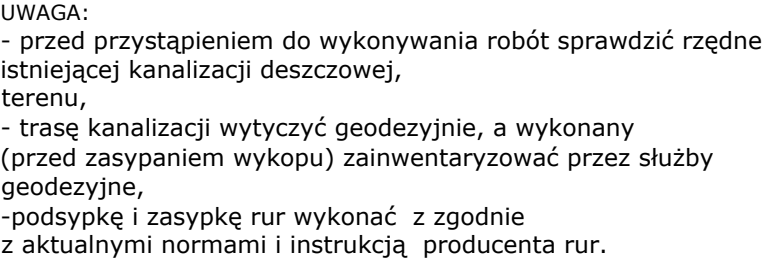 UWAGA:
- przed przystąpieniem do wykonywania robót sprawdzić rzędne
istniejącej kanalizacji deszczowej,
terenu,
- trasę kanalizacji wytyczyć geodezyjnie, a wykonany
(przed zasypaniem wykopu) zainwentaryzować przez służby
geodezyjne,
-podsypkę i zasypkę rur wykonać  z zgodnie
z aktualnymi normami i instrukcją  producenta rur.